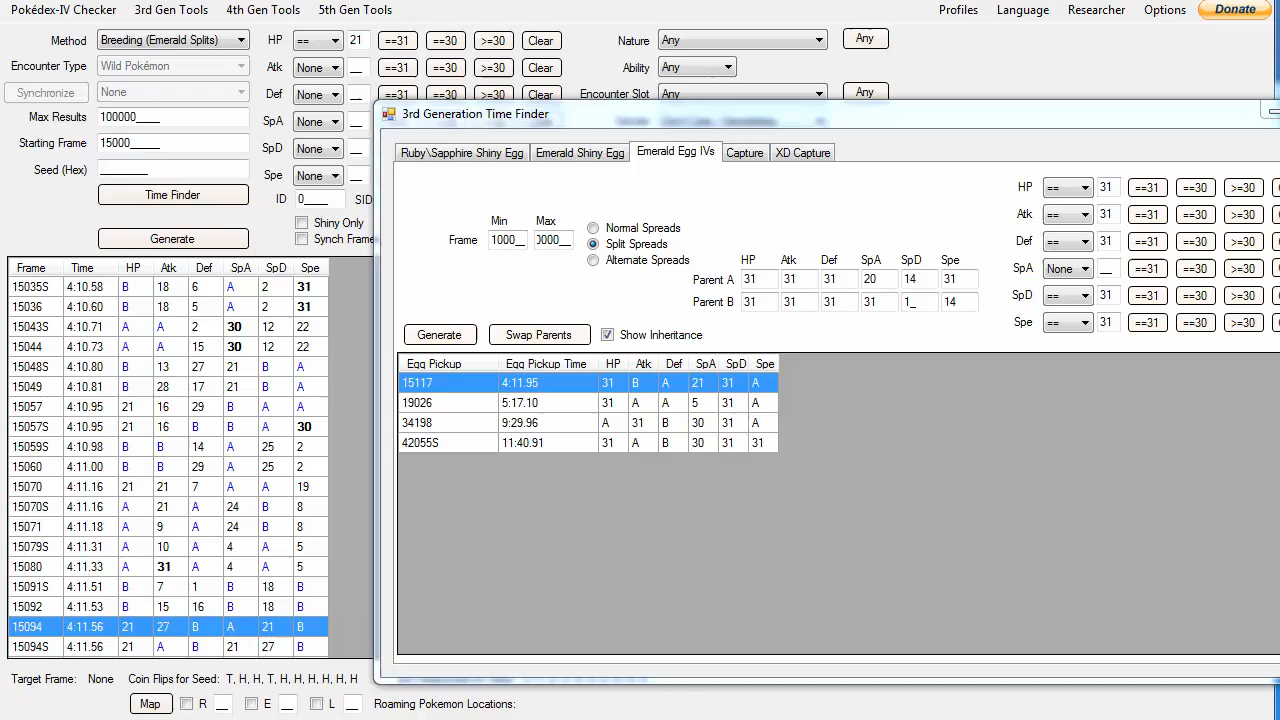 Pokédex-IV Checker 3rd Gen Tools 4th Gen Tools 5th Gen Tools Profiles Language Researcher Options Donate
Method Breeding (Emerald Splits) HP == 21 ==31 ==30 >=30 Clear Nature Any Any
Encounter Type Wild Pokémon Atk None __ ==31 ==30 >=30 Clear Ability Any
Synchronize None Def None __ ==31 ==30 >=30 Clear Encounter Slot Any Any
Max Results 100000____ SpA None __
Starting Frame 15000____ SpD None __
Seed (Hex) ________ Spe None __
Time Finder ID 0____ SID
Shiny Only
Generate Synch Frame
Frame Time HP Atk Def SpA SpD Spe
15035S 4:10.58 B 18 6 A 2 31
15036 4:10.60 B 18 5 A 2 31
15043S 4:10.71 A A 2 30 12 22
15044 4:10.73 A A 15 30 12 22
15048S 4:10.80 B 13 27 21 B A
15049 4:10.81 A 28 17 21 B A
15057 4:10.95 21 16 29 B A A
15057S 4:10.95 21 16 B B A 30
15059S 4:10.98 B B 14 A 25 2
15060 4:11.00 B B 29 A 25 2
15070 4:11.16 21 21 7 A A 19
15070S 4:11.16 A 21 A 24 B 8
15071 4:11.18 A 9 A 24 B 8
15079S 4:11.31 A 10 A 4 A 5
15080 4:11.33 A 31 A 4 A 5
15091S 4:11.51 B 7 1 B 18 B
15092 4:11.53 B 15 16 B 18 B
15094 4:11.56 21 27 B A 21 B
15094S 4:11.56 21 A B 21 27 B
Target Frame: None Coin Flips for Seed: T, H, H, T, H, H, H, H, H, H
Map R __ E __ L __ Roaming Pokemon Locations:
3rd Generation Time Finder
Ruby\Sapphire Shiny Egg Emerald Shiny Egg Emerald Egg IVs Capture XD Capture
HP == 31 ==31 ==30 >=30
Atk == 31 ==31 ==30 >=30
Def == 31 ==31 ==30 >=30
SpA None __ ==31 ==30 >=30
SpD == 31 ==31 ==30 >=30
Spe == 31 ==31 ==30 >=30
Min Max
Frame 1000__ 0000__
Normal Spreads
Split Spreads
Alternate Spreads
HP Atk Def SpA SpD Spe
Parent A 31 31 31 20 14 31
Parent B 31 31 31 31 1_ 14
Generate Swap Parents Show Inheritance
Egg Pickup Egg Pickup Time HP Atk Def SpA SpD Spe
15117 4:11.95 31 B A 21 31 A
19026 5:17.10 31 A A 5 31 A
34198 9:29.96 A 31 B 30 31 A
42055S 11:40.91 31 A B 30 31 31